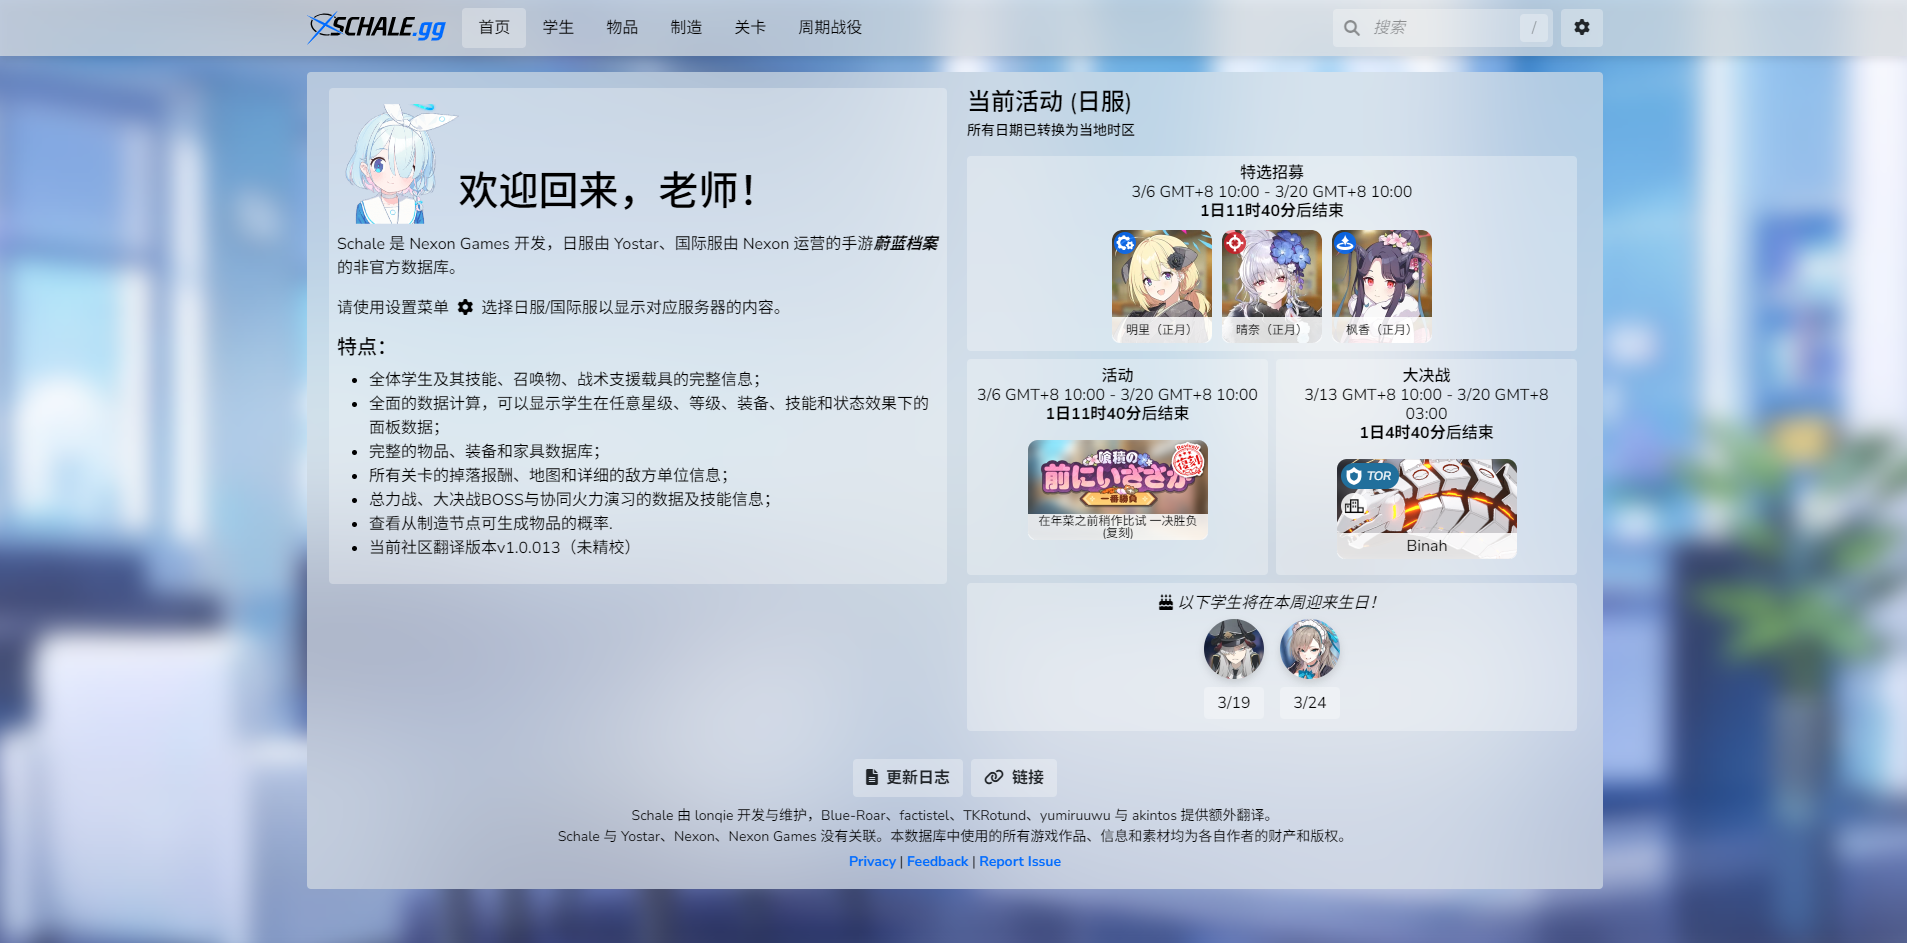 SCHALE.gg
首页
学生
物品
制造
关卡
周期战役
搜索
/
欢迎回来，老师！
Schale 是 Nexon Games 开发，日服由 Yostar、国际服由 Nexon 运营的手游蔚蓝档案
的非官方数据库。
请使用设置菜单 选择日服/国际服以显示对应服务器的内容。
特点：
全体学生及其技能、召唤物、战术支援载具的完整信息；
全面的数据计算，可以显示学生在任意星级、等级、装备、技能和状态效果下的
面板数据；
完整的物品、装备和家具数据库；
所有关卡的掉落报酬、地图和详细的敌方单位信息；
总力战、大决战BOSS与协同火力演习的数据及技能信息；
查看从制造节点可生成物品的概率.
当前社区翻译版本v1.0.013（未精校）
当前活动 (日服)
所有日期已转换为当地时区
特选招募
3/6 GMT+8 10:00 - 3/20 GMT+8 10:00
1日11时40分后结束
明里（正月）
晴奈（正月）
枫香（正月）
活动
3/6 GMT+8 10:00 - 3/20 GMT+8 10:00
1日11时40分后结束
喰積の
前にいささか
一番勝負
復刻
在年菜之前稍作比试 一决胜负
(复刻)
大决战
3/13 GMT+8 10:00 - 3/20 GMT+8
03:00
1日4时40分后结束
TOR
Binah
以下学生将在本周迎来生日！
3/19
3/24
更新日志
链接
Schale 由 lonqie 开发与维护，Blue-Roar、factistel、TKRotund、yumiruuwu 与 akintos 提供额外翻译。
Schale 与 Yostar、Nexon、Nexon Games 没有关联。本数据库中使用的所有游戏作品、信息和素材均为各自作者的财产和版权。
Privacy | Feedback | Report Issue